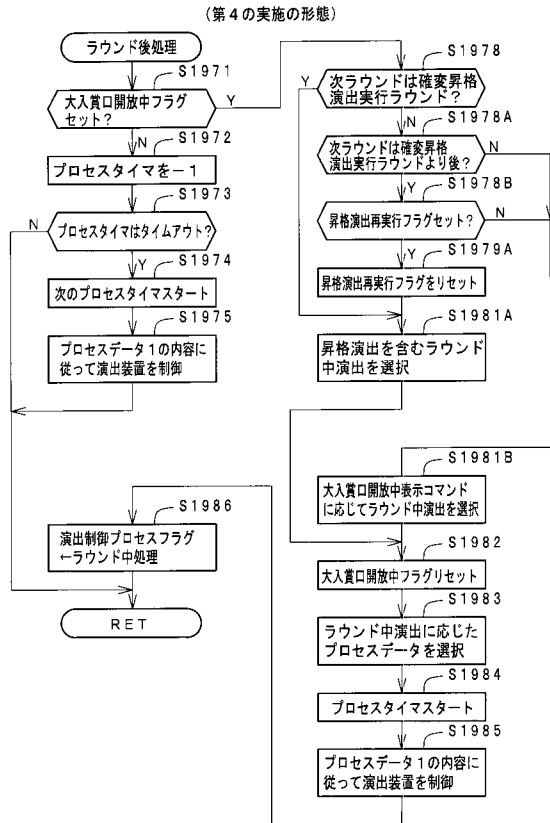 (第4の実施の形態)
ラウンド後処理
S1971
大入賞口開放中フラグ
セット?
Y
N
S1972
プロセスタイマを-1
S1973
N
プロセスタイマはタイムアウト?
Y
S1974
次のプロセスタイマスタート
S1975
プロセスデータ1の内容に
従って演出装置を制御
S1986
演出制御プロセスフラグ
←ラウンド中処理
RET
S1978
Y
次ラウンドは確変昇格
演出実行ラウンド?
N
S1978A
次ラウンドは確変昇格
演出実行ラウンドより後?
N
Y
S1978B
昇格演出再実行フラグセット?
N
Y
S1979A
昇格演出再実行フラグをリセット
S1981A
昇格演出を含むラウンド
中演出を選択
S1981B
大入賞口開放中表示コマンド
に応じてラウンド中演出を選択
S1982
大入賞口開放中フラグリセット
S1983
ラウンド中演出に応じた
プロセスデータを選択
S1984
プロセスタイマスタート
S1985
プロセスデータ1の内容に
従って演出装置を制御